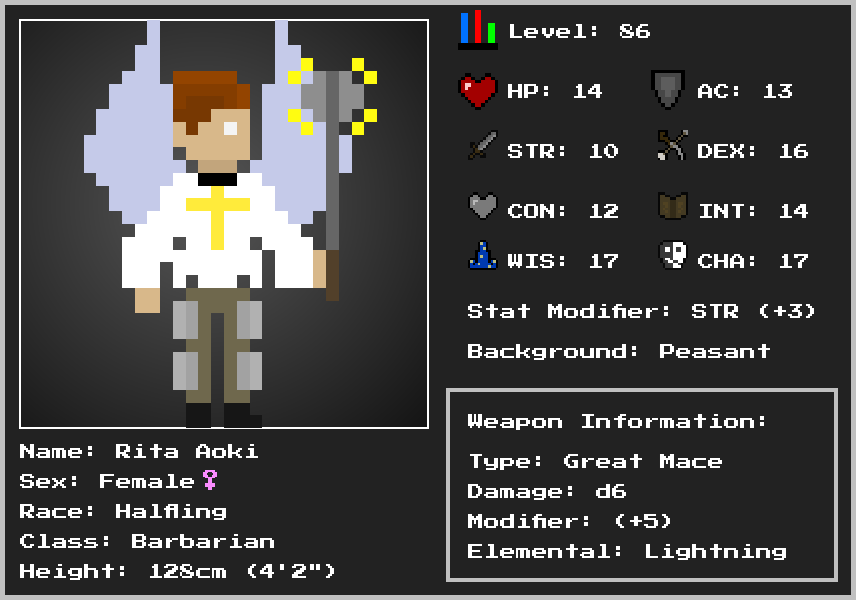 Level: 86
HP: 14
AC: 13
STR: 10
DEX: 16
CON: 12
INT: 14
WIS: 17
CHA: 17
Stat Modifier: STR (+3)
Background: Peasant
Weapon Information:
Type: Great Mace
Damage: d6
Modifier: (+5)
Elemental: Lightning
Name: Rita Aoki
Sex: Female♀
Race: Halfling
Class: Barbarian
Height: 128cm (4'2")